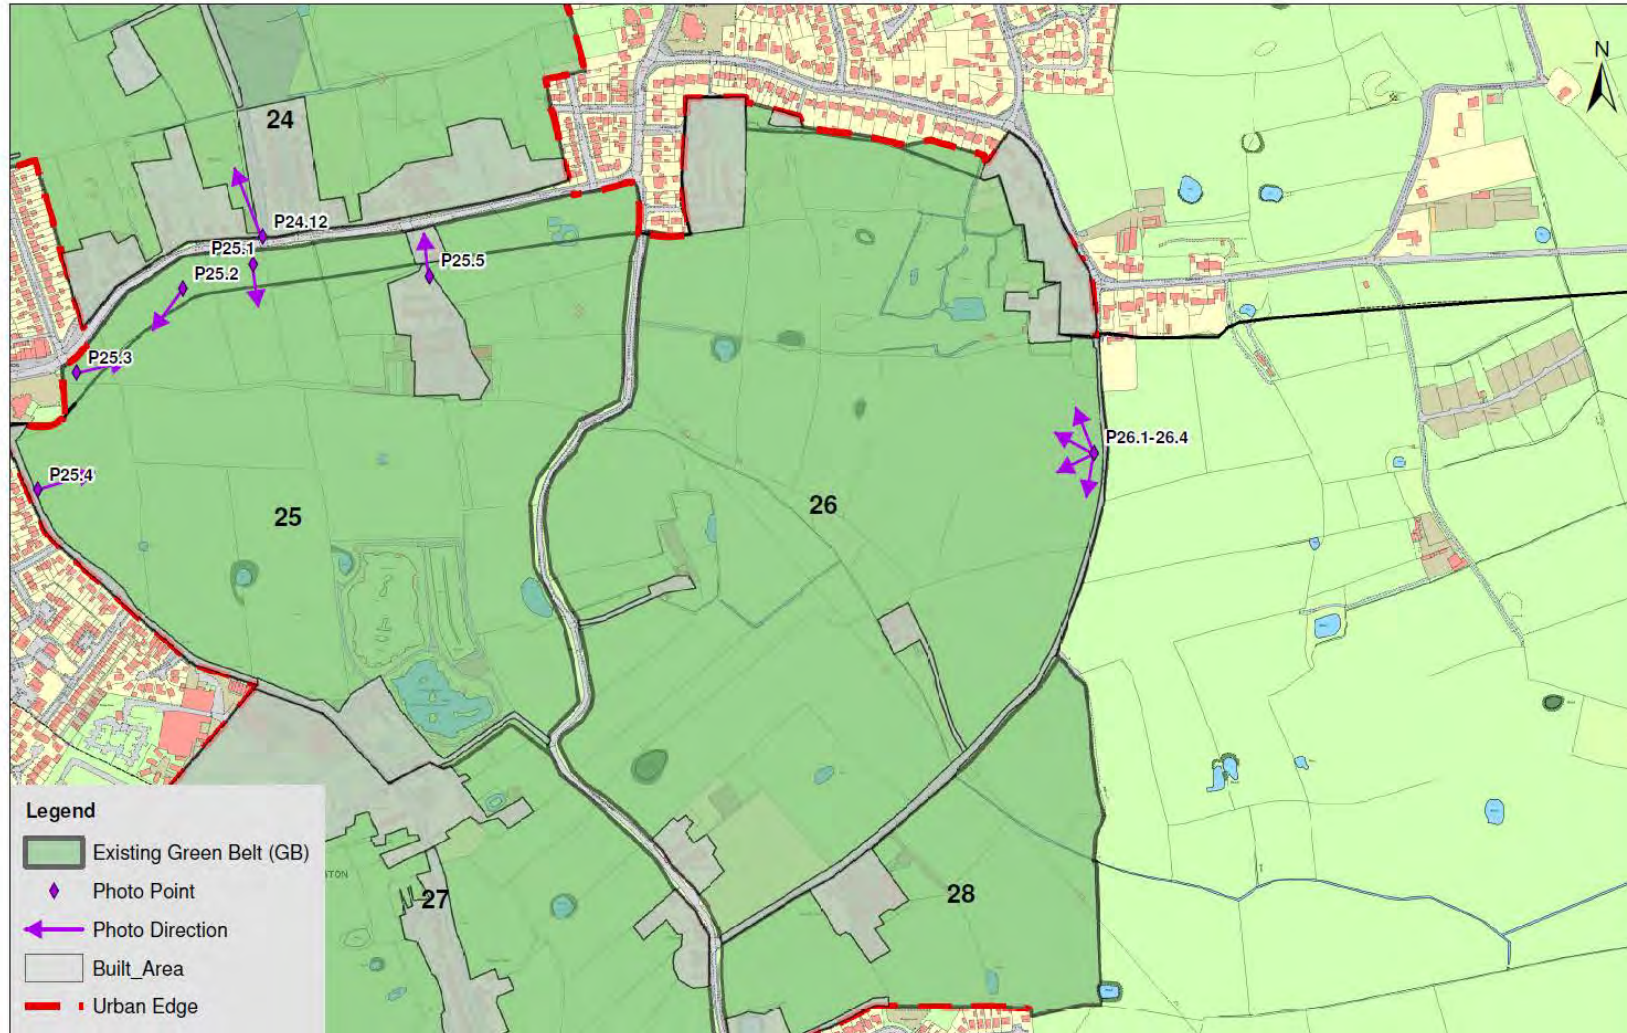 N
24
P24.12
P25.1
P25.2
P25.5
P25.3
P26.1-26.4
P25.4
26
25
Legend
Existing Green Belt (GB)
Photo Point
Photo Direction
Built_Area
Urban Edge
STON
27
28